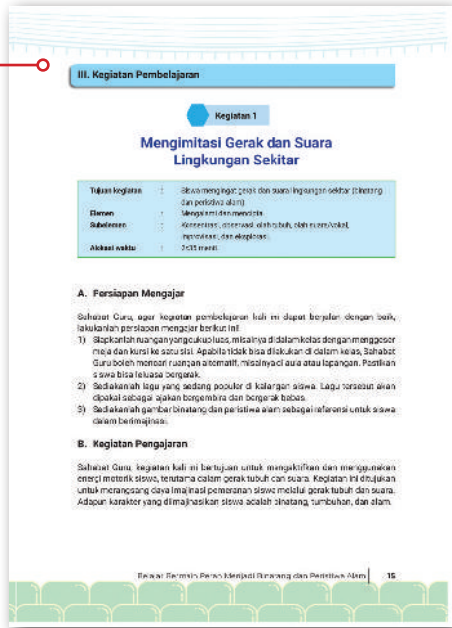 III. Kegiatan Pembelajaran
Kegiatan 1
Mengimitasi Gerak dan Suara
Lingkungan Sekitar
Tujuan kegiatan : Siswa mengingat gerak dan suara lingkungan sekitar (binatang
dan peristiwa alam)
Elemen : Mengalami dan mencipta
Subelemen : Konsentrasi, observasi, olah tubuh, olah suara/vokal,
improvisasi, dan eksplorasi.
Alokasi waktu : 2x35 menit
A. Persiapan Mengajar
Sahabat Guru, agar kegiatan pembelajaran kali ini dapat berjalan dengan baik,
lakukanlah persiapan mengajar berikut ini!
1) Siapkanlah ruangan yang cukup luas, misalnya di dalam kelas dengan menggeser
meja dan kursi ke satu sisi. Apabila tidak bisa dilakukan di dalam kelas, Sahabat
Guru boleh mencari ruangan alternatif, misalnya di aula atau lapangan. Pastikan
siswa bisa leluasa bergerak.
2) Sediakanlah lagu yang sedang populer di kalangan siswa. Lagu tersebut akan
dipakai sebagai ajakan bergembira dan bergerak bebas.
3) Sediakanlah gambar binatang dan peristiwa alam sebagai referensi untuk siswa
dalam berimajinasi.
B. Kegiatan Pengajaran
Sahabat Guru, kegiatan kali ini bertujuan untuk mengaktifkan dan menggunakan
energi motorik siswa, terutama dalam gerak tubuh dan suara. Kegiatan ini ditujukan
untuk merangsang daya imajinasi pemeranan siswa melalui gerak tubuh dan suara.
Adapun karakter yang diimajinasikan siswa adalah binatang, tumbuhan, dan alam.
Belajar Bermain Peran Menjadi Binatang dan Peristiwa Alam 15